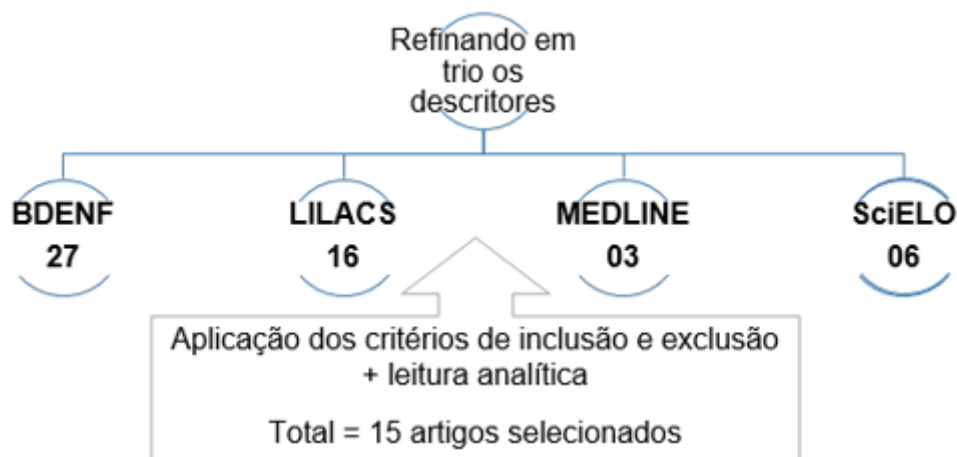 Refinando em
trio os
descritores
BDENF
27
LILACS
16
MEDLINE
03
SciELO
06
Aplicação dos critérios de inclusão e exclusão
+ leitura analítica
Total = 15 artigos selecionados